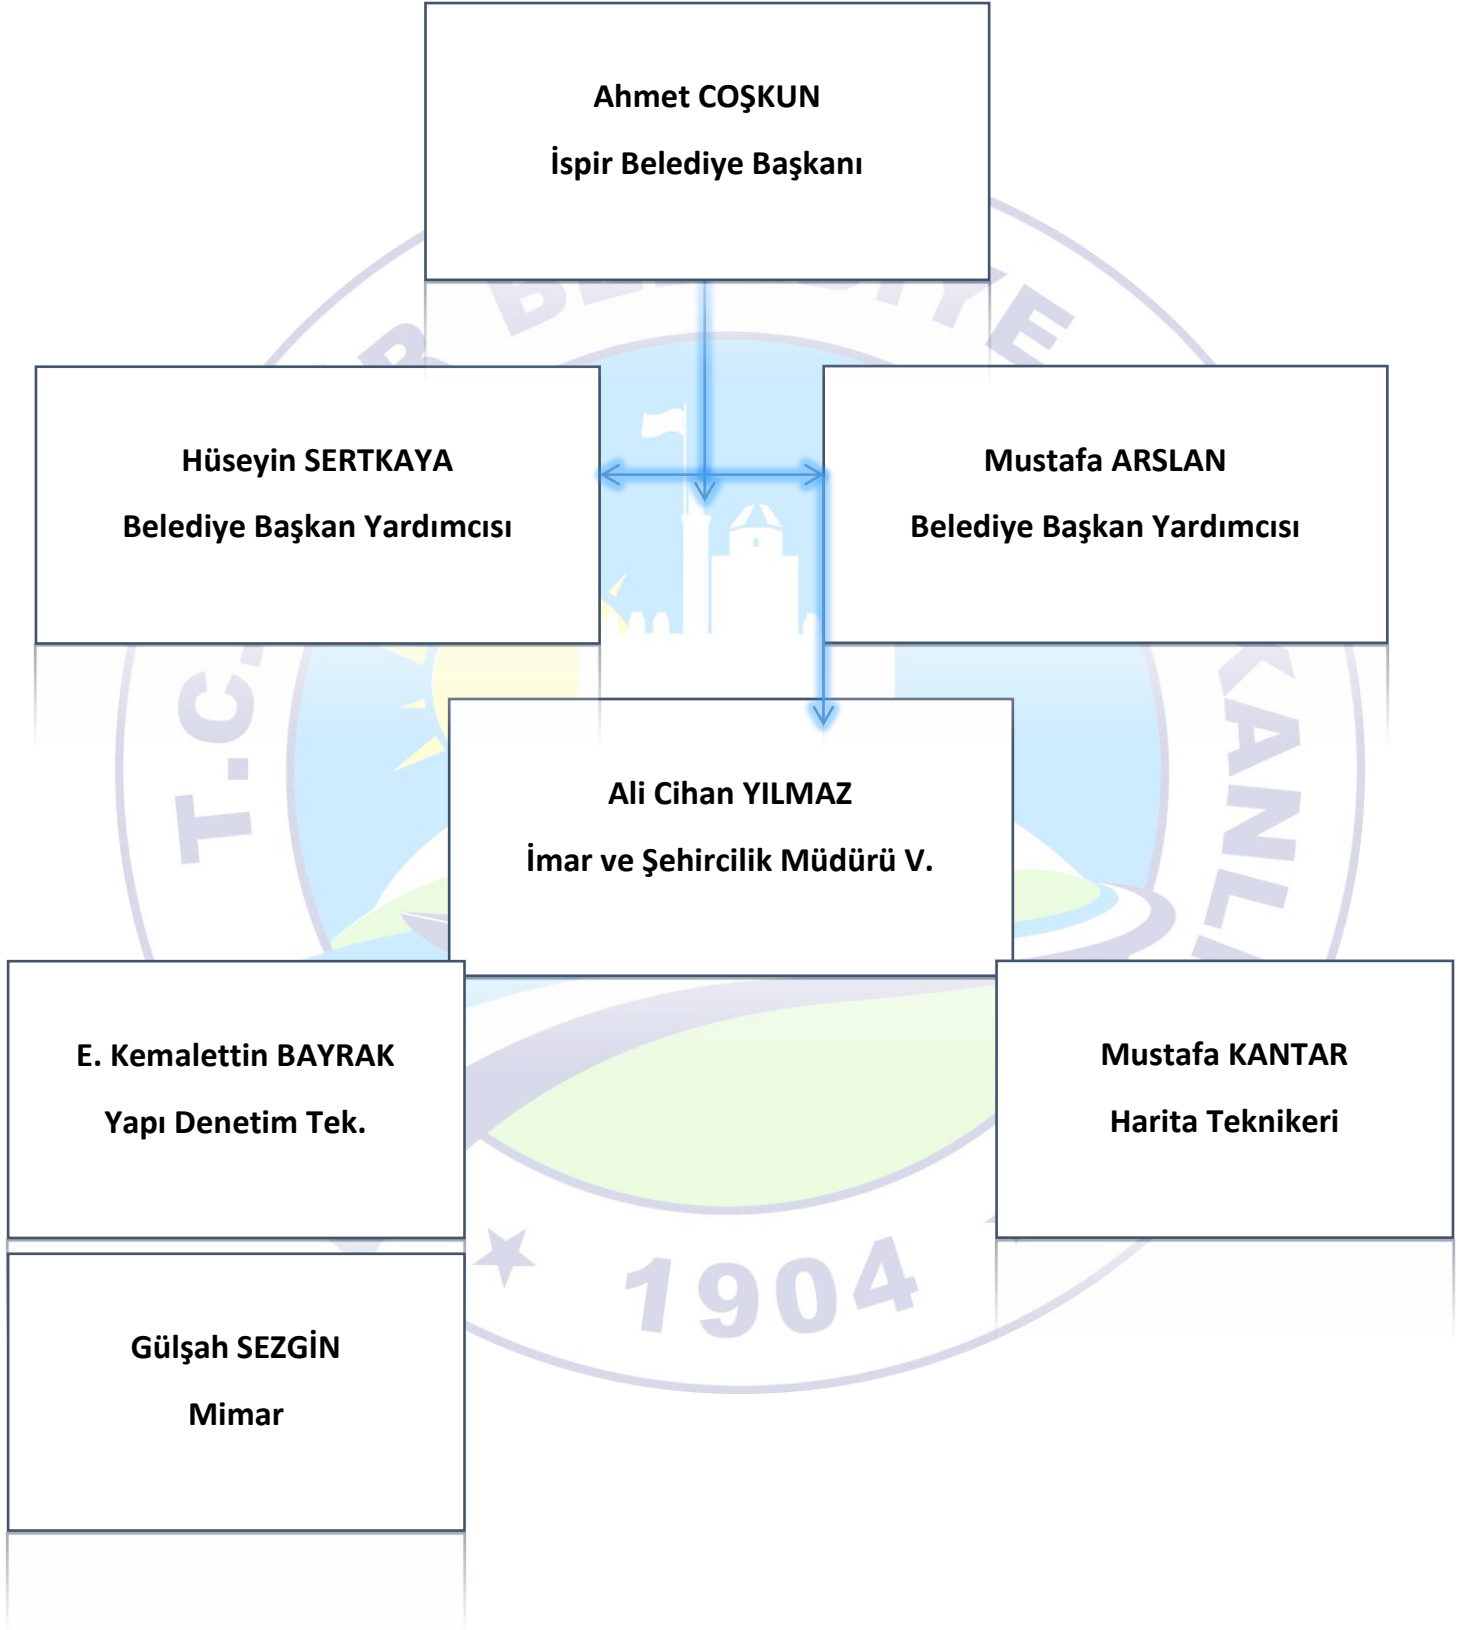 Ahmet COŞKUN
İspir Belediye Başkanı
Hüseyin SERTKAYA
Belediye Başkan Yardımcısı
Mustafa ARSLAN
Belediye Başkan Yardımcısı
Ali Cihan YILMAZ
İmar ve Şehircilik Müdürü V.
E. Kemalettin BAYRAK
Yapı Denetim Tek.
Mustafa KANTAR
Harita Teknikeri
Gülşah SEZGİN
Mimar
T.C.
1904